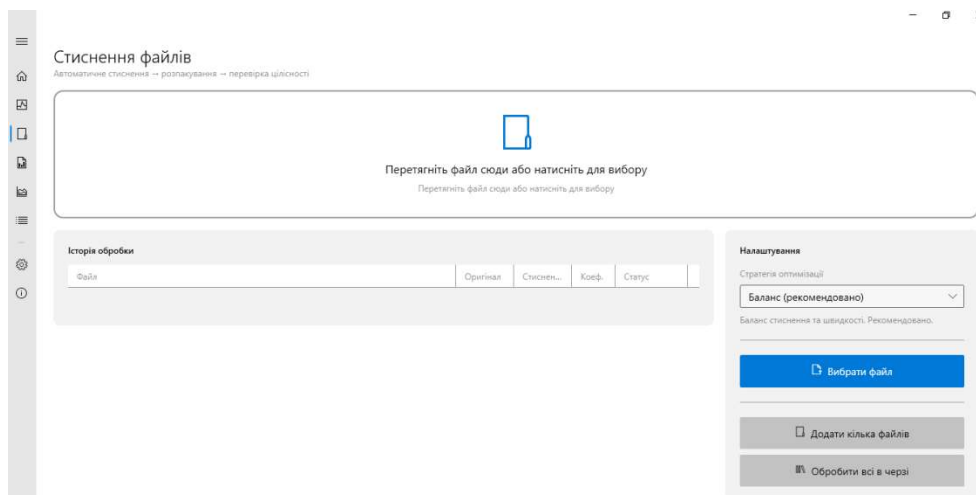 Стиснення файлів
Автоматичне стиснення → розпакування → перевірка цілісності
Перетягніть файл сюди або натисніть для вибору
Перетягніть файл сюди або натисніть для вибору
Історія обробки
Файл Оригінал Стиснен... Коеф. Статус
Налаштування
Стратегія оптимізації
Баланс (рекомендовано)
Баланс стиснення та швидкості. Рекомендовано.
Вибрати файл
Додати кілька файлів
Обробити всі в черзі